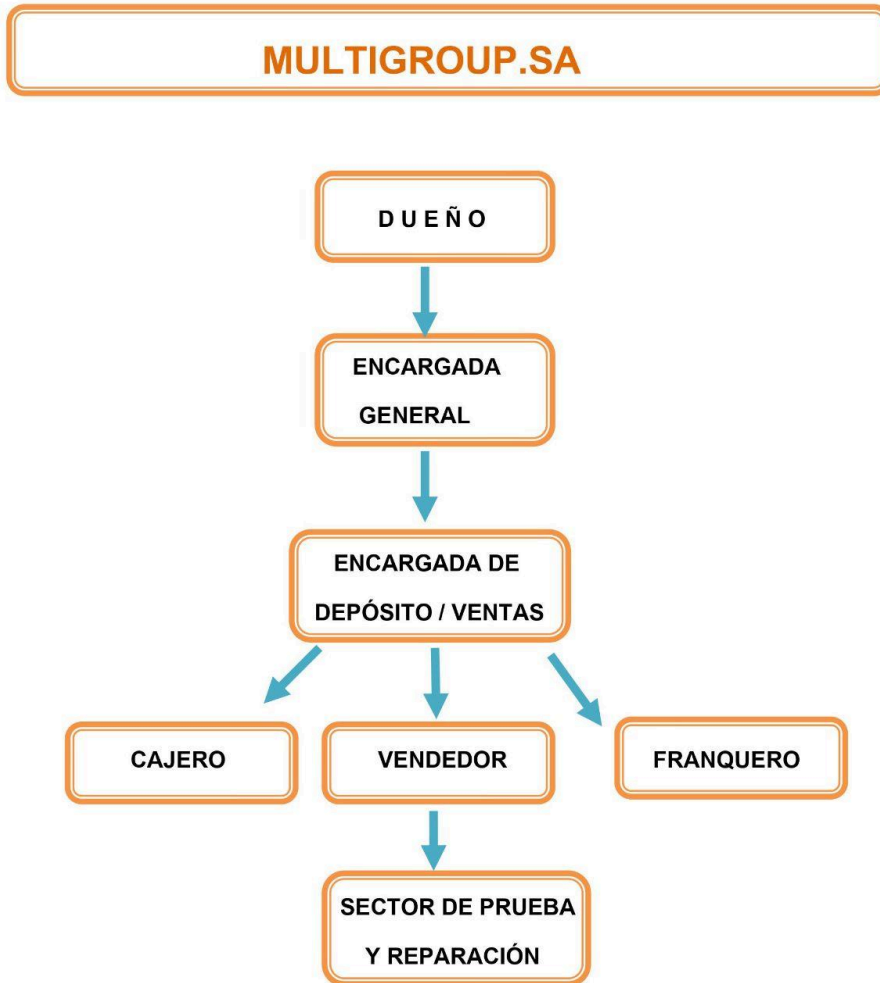 MULTIGROUP.SA
D U E Ñ O
ENCARGADA
GENERAL
ENCARGADA DE
DEPÓSITO / VENTAS
CAJERO
VENDEDOR
FRANQUERO
SECTOR DE PRUEBA
Y REPARACIÓN